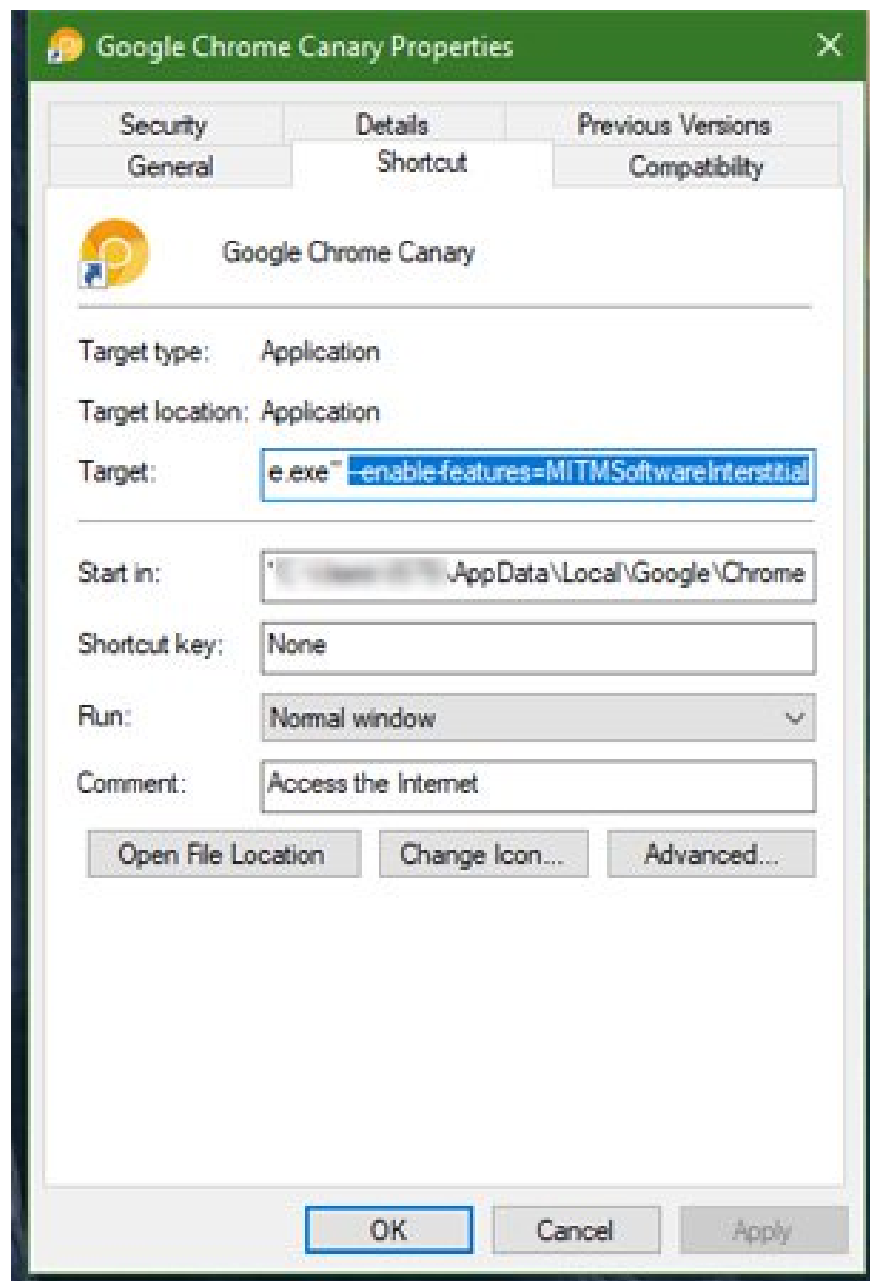 Google Chrome Canary Properties
Security Details Previous Versions
General Shortcut Compatibility
Google Chrome Canary
Target type: Application
Target location: Application
Target: e.exe" --enable-features=MITMSoftwareInterstitial
Start in: " \AppData\Local\Google\Chrome
Shortcut key: None
Run: Normal window
Comment: Access the Internet
Open File Location Change Icon... Advanced...
OK Cancel Apply